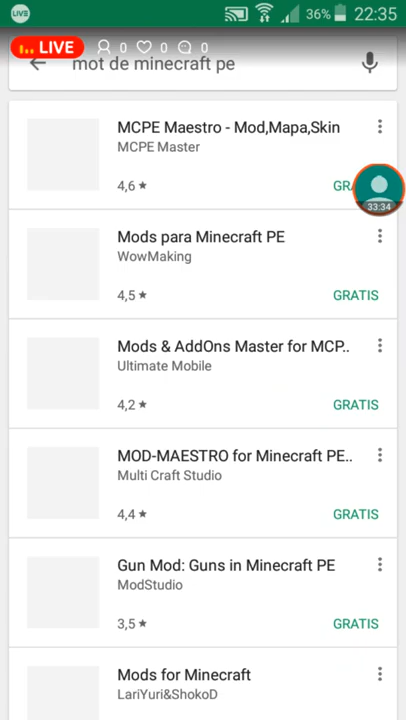 LIVE 36% 22:35
LIVE 0 0 0
mot de minecraft pe
MCPE Maestro - Mod,Mapa,Skin
MCPE Master
4,6 ★ GRA
33:34
Mods para Minecraft PE
WowMaking
4,5 ★ GRATIS
Mods & AddOns Master for MCP..
Ultimate Mobile
4,2 ★ GRATIS
MOD-MAESTRO for Minecraft PE..
Multi Craft Studio
4,4 ★ GRATIS
Gun Mod: Guns in Minecraft PE
ModStudio
3,5 ★ GRATIS
Mods for Minecraft
LariYuri&ShokoD